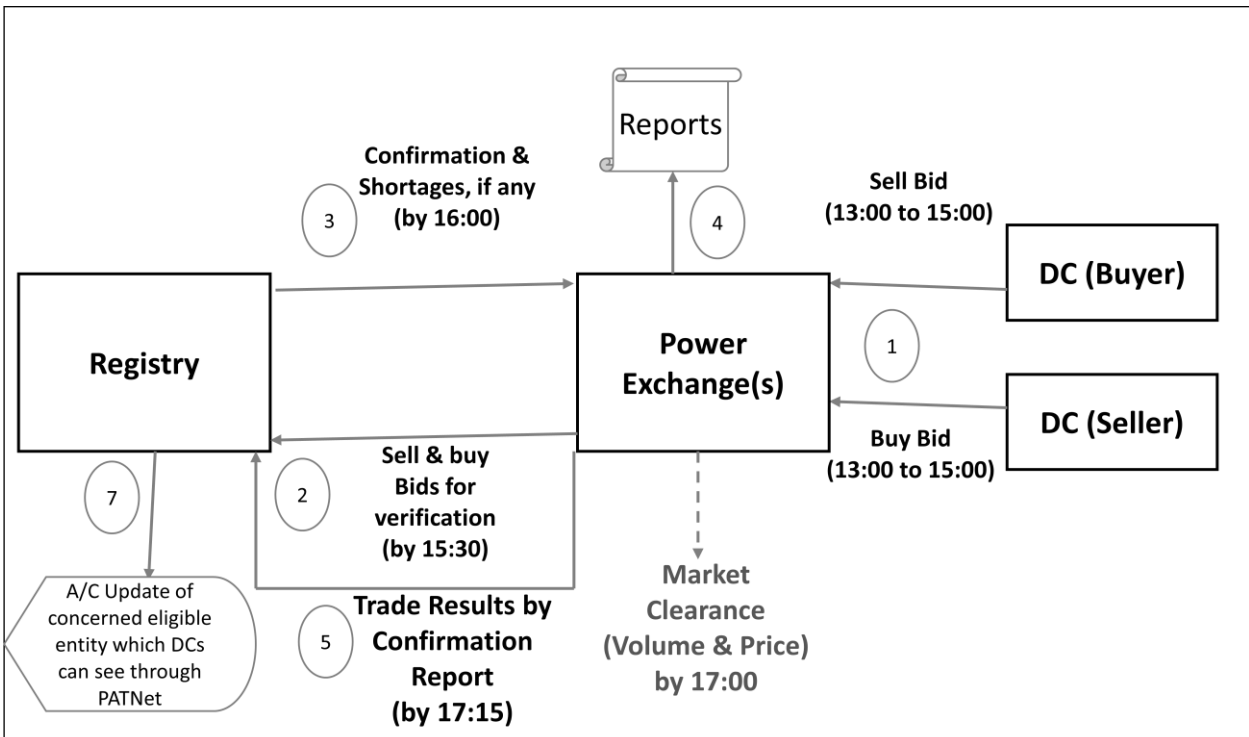 Reports
Confirmation &
Shortages, if any
(by 16:00)
3
4
Sell Bid
(13:00 to 15:00)
DC (Buyer)
Registry
Power
Exchange(s)
1
DC (Seller)
Buy Bid
(13:00 to 15:00)
7
2
Sell & buy
Bids for
verification
(by 15:30)
A/C Update of
concerned eligible
entity which DCs
can see through
PATNet
5
Trade Results by
Confirmation
Report
(by 17:15)
Market
Clearance
(Volume & Price)
by 17:00